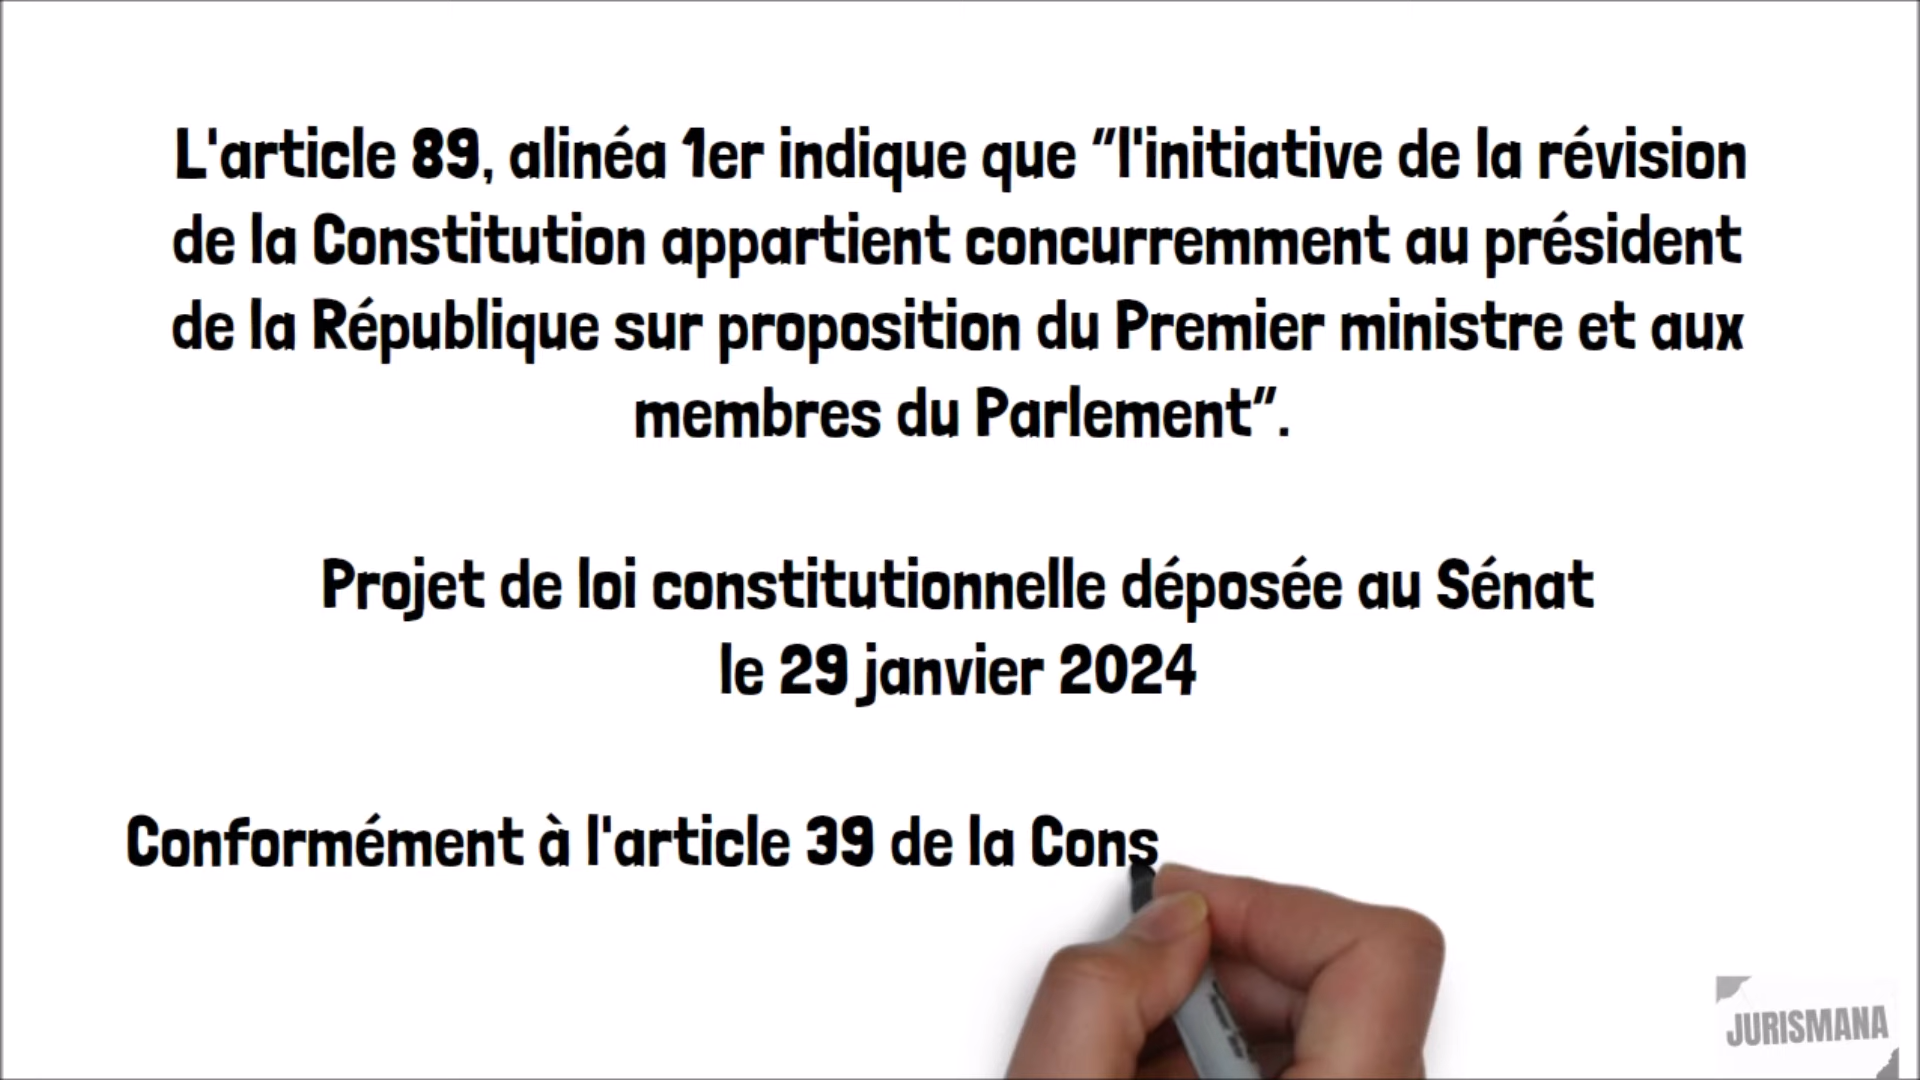 L'article 89, alinéa 1er indique que “l'initiative de la révision
de la Constitution appartient concurremment au président
de la République sur proposition du Premier ministre et aux
membres du Parlement”.
Projet de loi constitutionnelle déposée au Sénat
le 29 janvier 2024
Conformément à l'article 39 de la Cons
JURISMANA